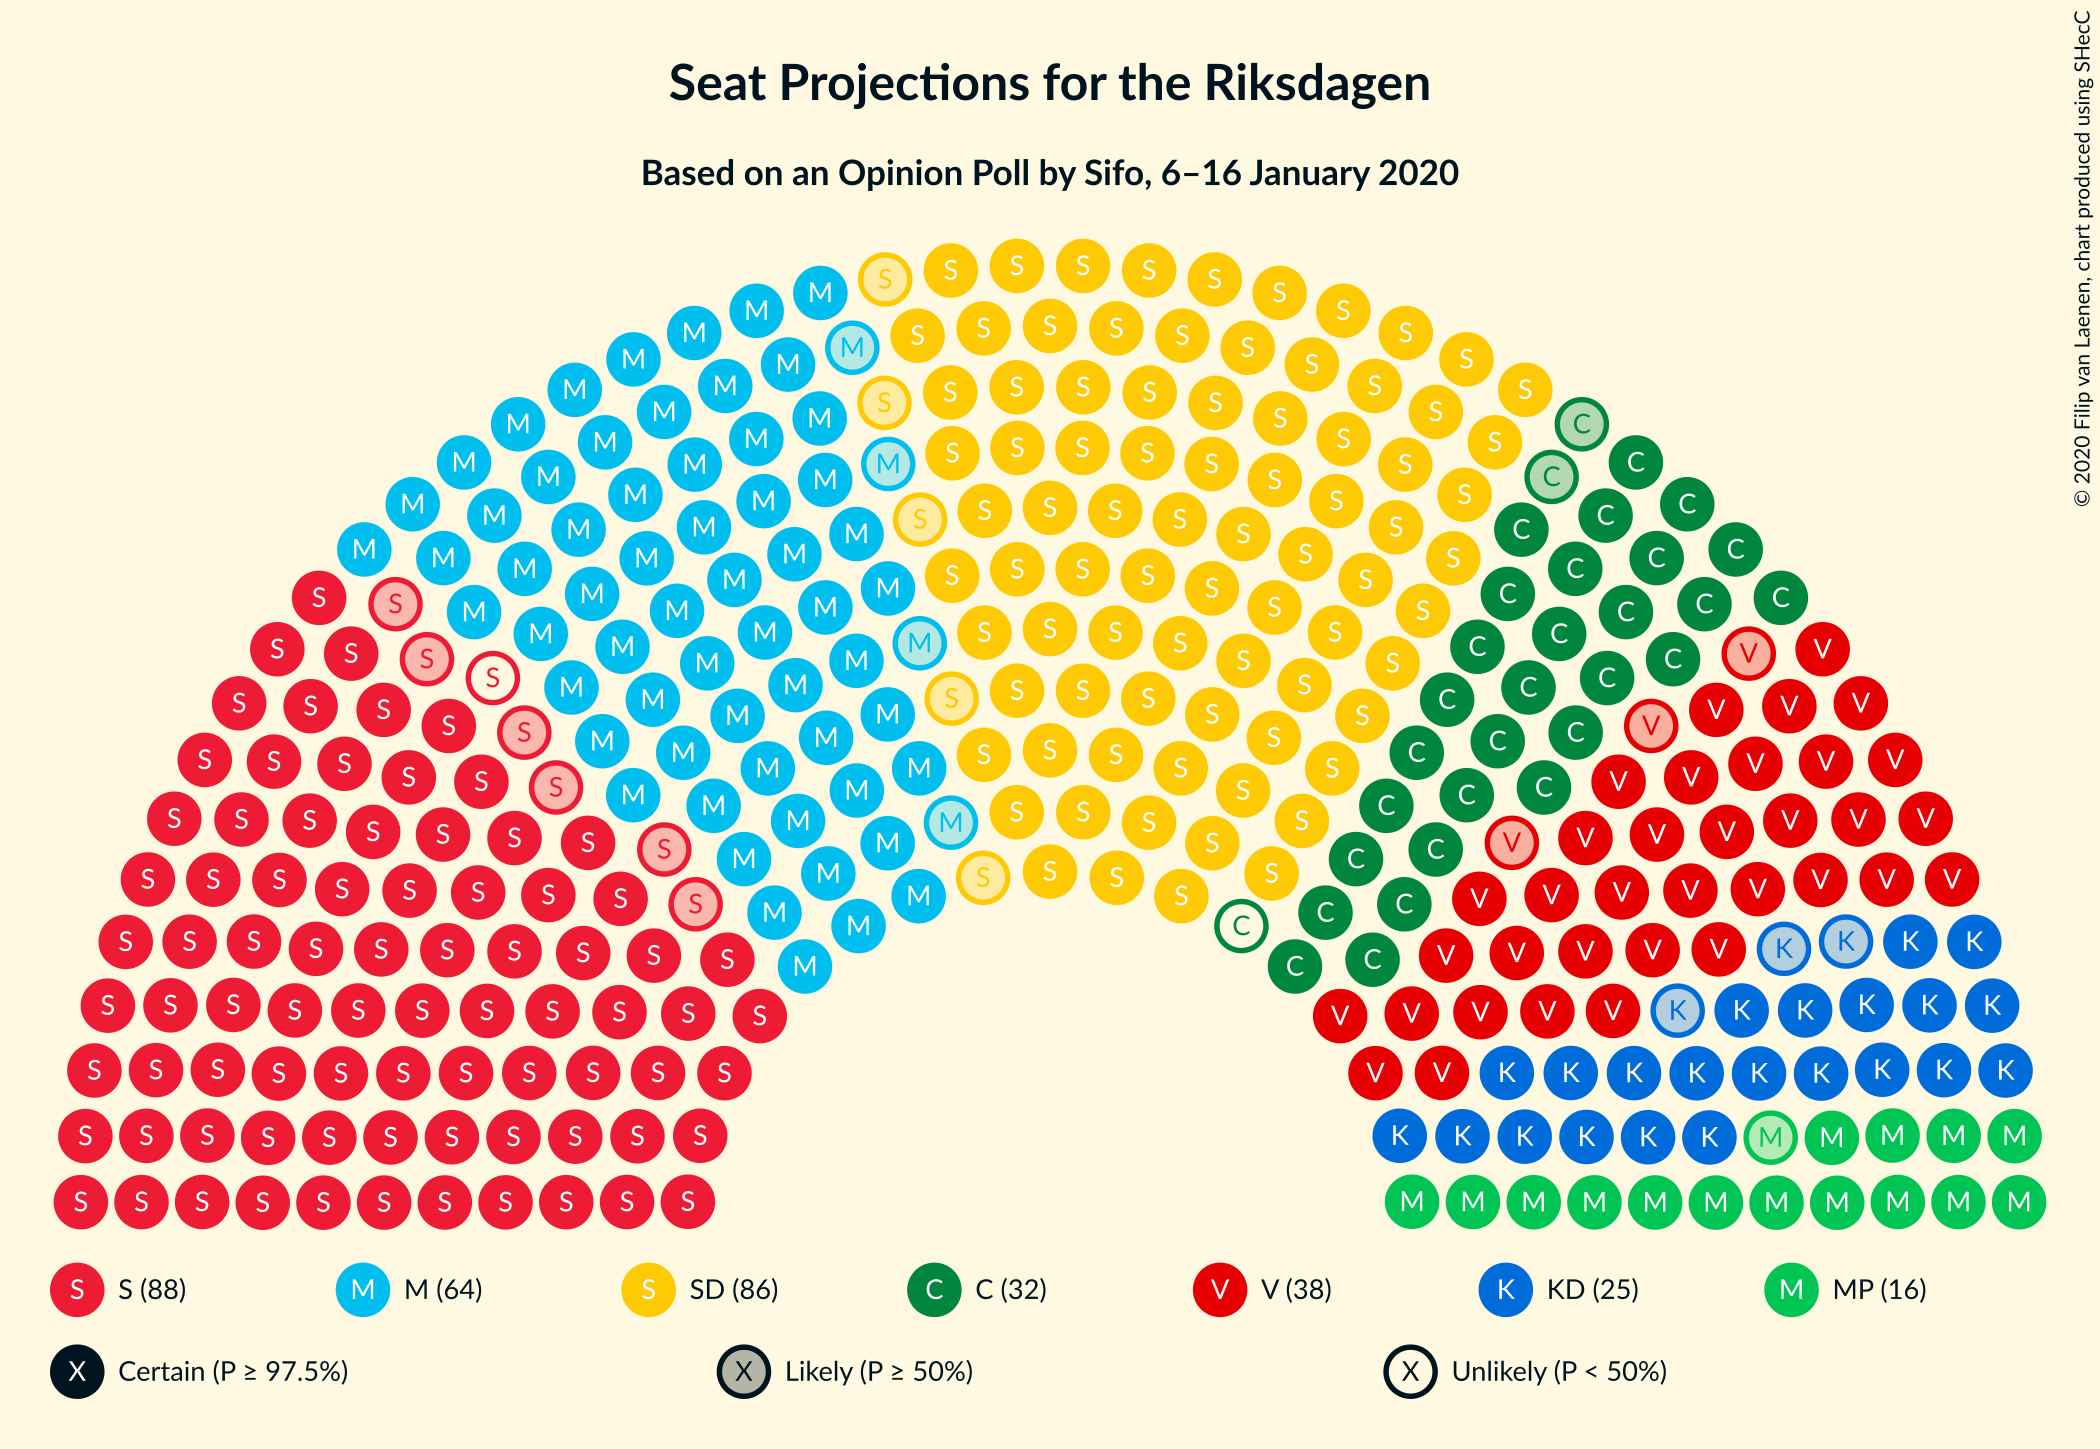 Seat Projections for the Riksdagen
Based on an Opinion Poll by Sifo, 6–16 January 2020
© 2020 Filip van Laenen, chart produced using SHecC
S S (88) M M (64) S SD (86) C C (32) V V (38) K KD (25) M MP (16)
X Certain (P ≥ 97.5%) X Likely (P ≥ 50%) X Unlikely (P < 50%)